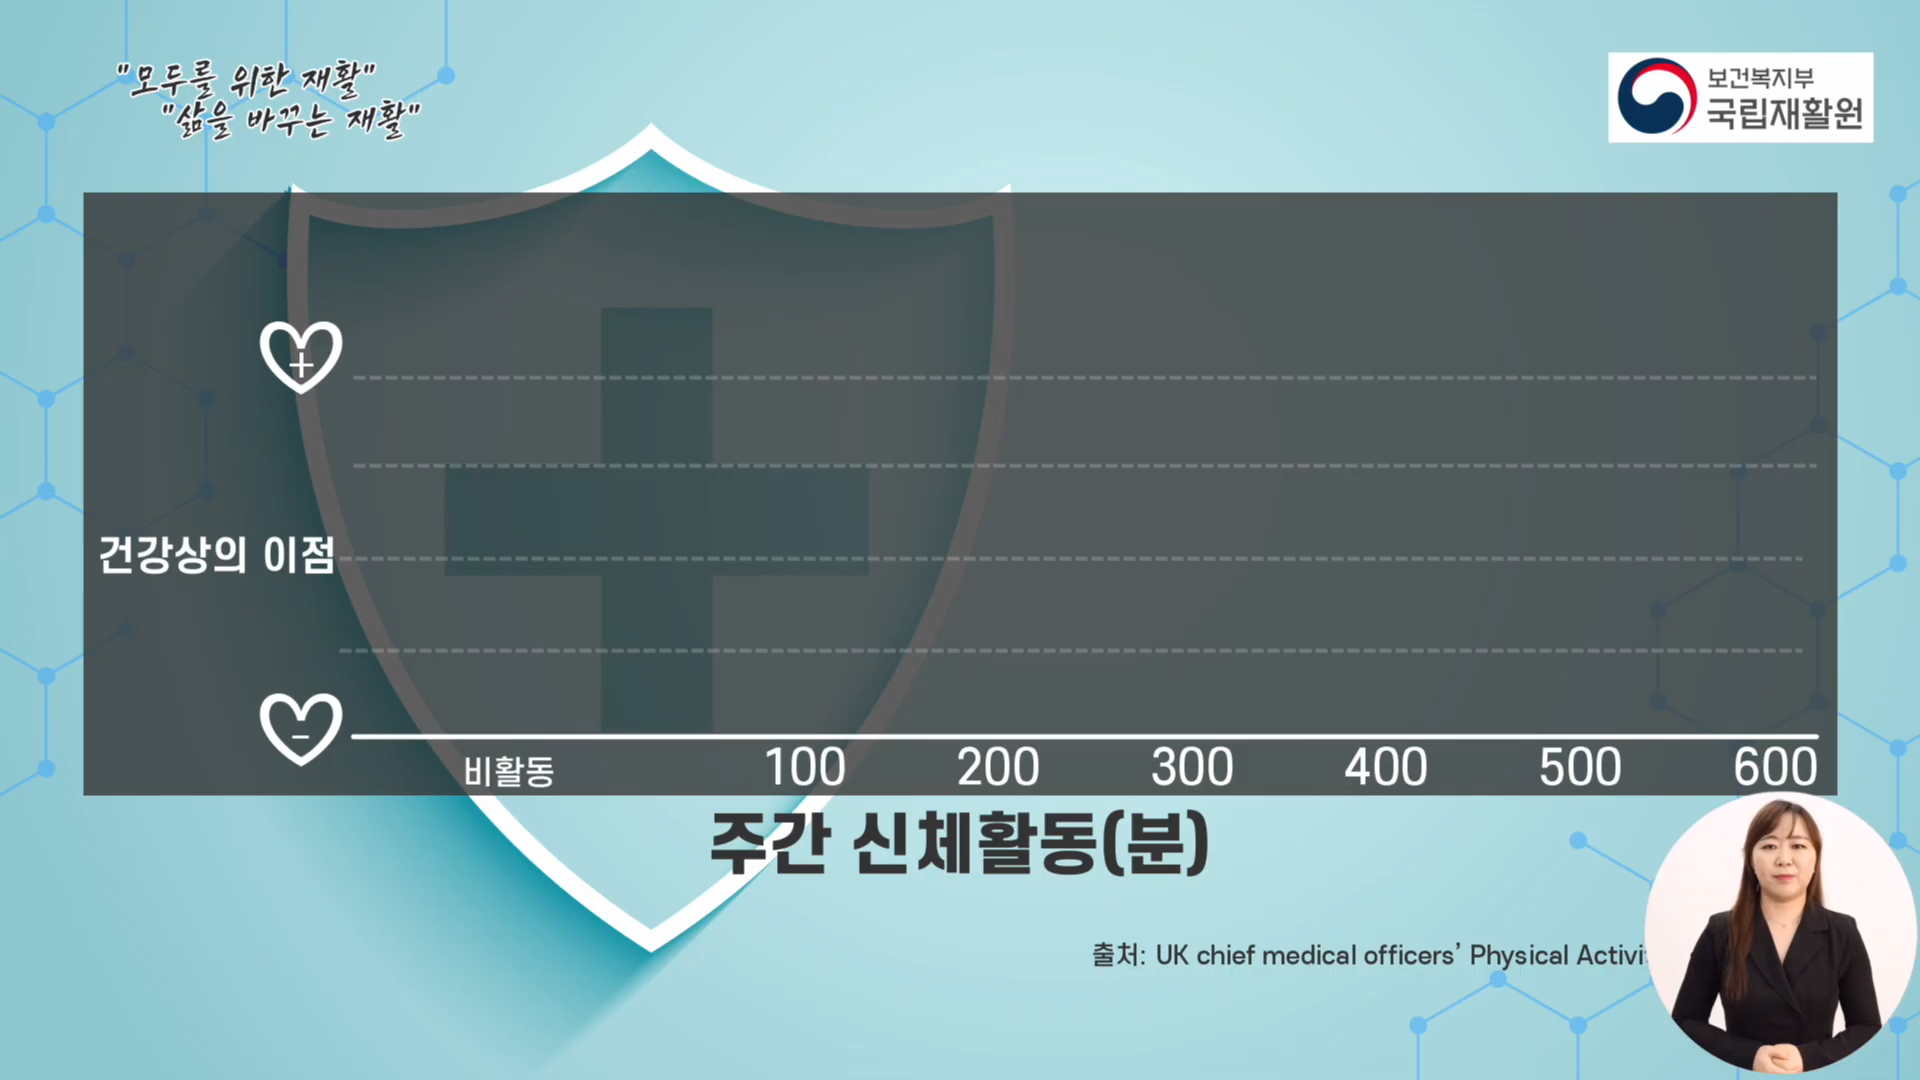 "모두를 위한 재활"
"삶을 바꾸는 재활"
보건복지부
국립재활원
+
건강상의 이점
-
비활동 100 200 300 400 500 600
주간 신체활동(분)
출처: UK chief medical officers' Physical Activi